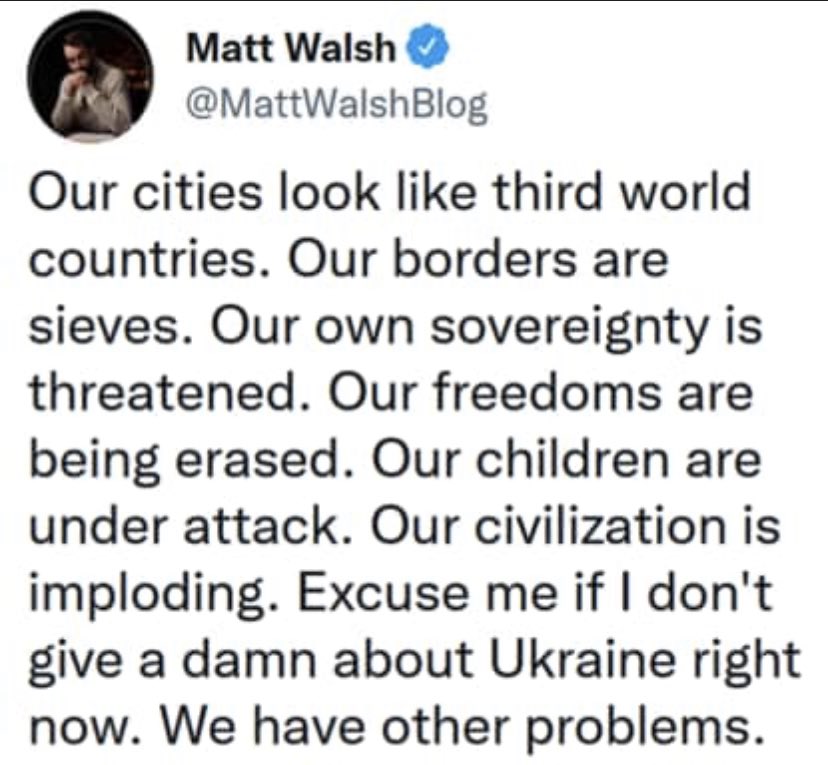 Matt Walsh
@MattWalshBlog
Our cities look like third world
countries. Our borders are
sieves. Our own sovereignty is
threatened. Our freedoms are
being erased. Our children are
under attack. Our civilization is
imploding. Excuse me if I don't
give a damn about Ukraine right
now. We have other problems.